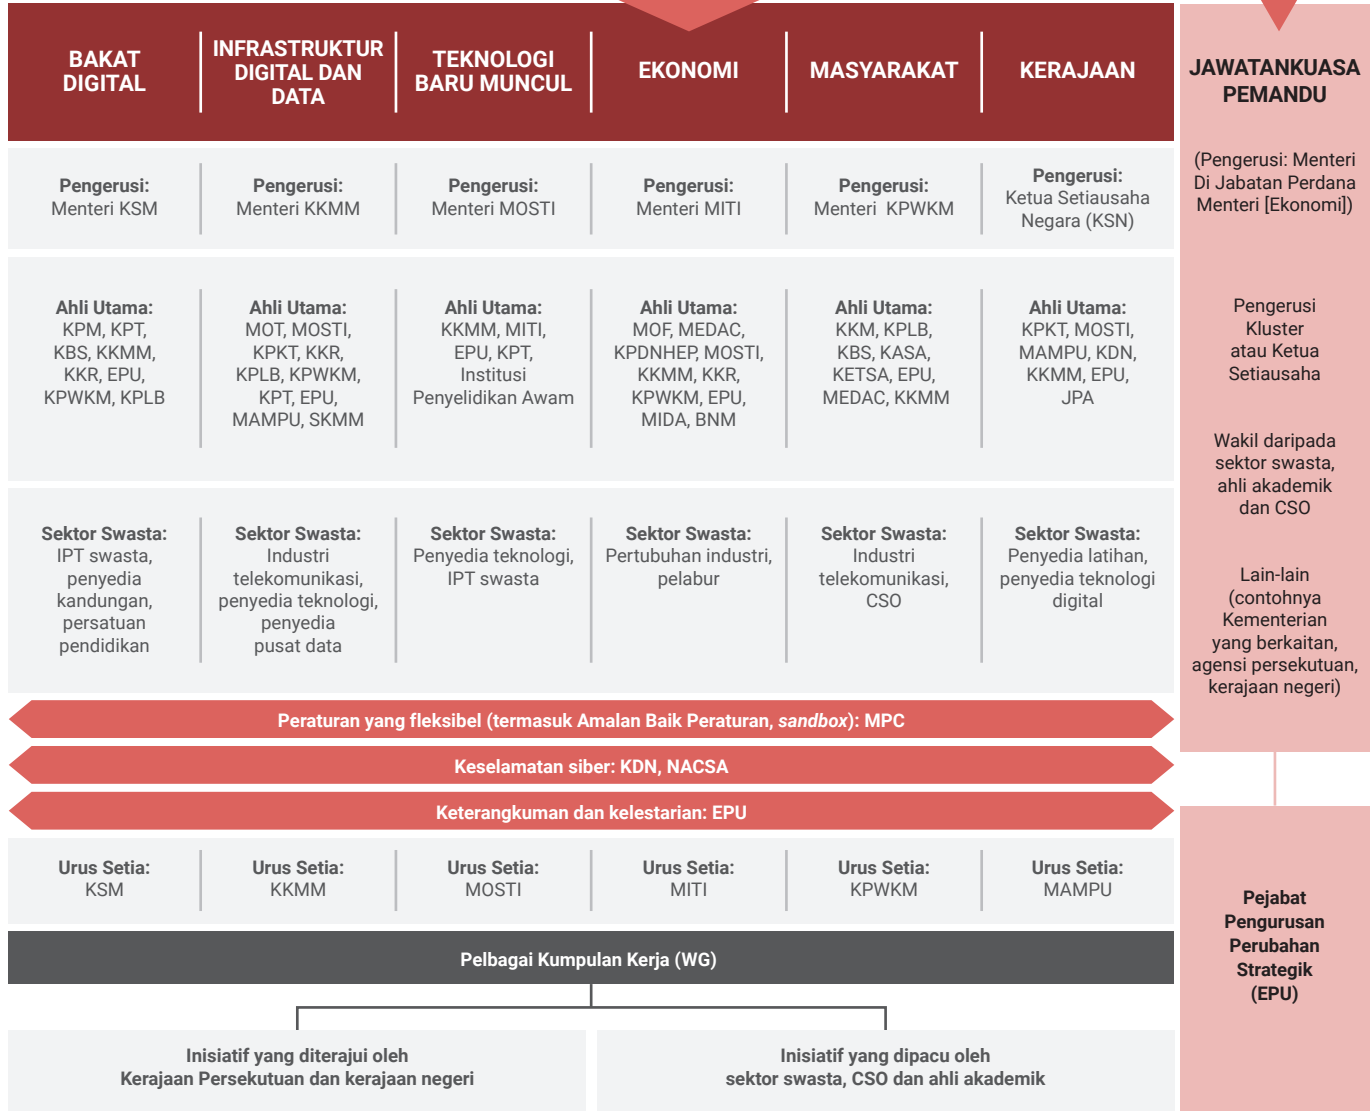 BAKAT
DIGITAL
INFRASTRUKTUR
DIGITAL DAN
DATA
TEKNOLOGI
BARU MUNCUL
EKONOMI
MASYARAKAT
KERAJAAN
Pengerusi:
Menteri KSM
Pengerusi:
Menteri KKMM
Pengerusi:
Menteri MOSTI
Pengerusi:
Menteri MITI
Pengerusi:
Menteri KPWKM
Pengerusi:
Ketua Setiausaha
Negara (KSN)
Ahli Utama:
KPM, KPT,
KBS, KKMM,
KKR, EPU,
KPWKM, KPLB
Ahli Utama:
MOT, MOSTI,
KPKT, KKR,
KPLB, KPWKM,
KPT, EPU,
MAMPU, SKMM
Ahli Utama:
KKMM, MITI,
EPU, KPT,
Institusi
Penyelidikan Awam
Ahli Utama:
MOF, MEDAC,
KPDNHEP, MOSTI,
KKMM, KKR,
KPWKM, EPU,
MIDA, BNM
Ahli Utama:
KKM, KPLB,
KBS, KASA,
KETSA, EPU,
MEDAC, KKMM
Ahli Utama:
KPKT, MOSTI,
MAMPU, KDN,
KKMM, EPU,
JPA
Sektor Swasta:
IPT swasta,
penyedia
kandungan,
persatuan
pendidikan
Sektor Swasta:
Industri
telekomunikasi,
penyedia teknologi,
penyedia
pusat data
Sektor Swasta:
Penyedia teknologi,
IPT swasta
Sektor Swasta:
Pertubuhan industri,
pelabur
Sektor Swasta:
Industri
telekomunikasi,
CSO
Sektor Swasta:
Penyedia latihan,
penyedia teknologi
digital
Peraturan yang fleksibel (termasuk Amalan Baik Peraturan, sandbox): MPC
Keselamatan siber: KDN, NACSA
Keterangkuman dan kelestarian: EPU
Urus Setia:
KSM
Urus Setia:
KKMM
Urus Setia:
MOSTI
Urus Setia:
MITI
Urus Setia:
KPWKM
Urus Setia:
MAMPU
Pelbagai Kumpulan Kerja (WG)
Inisiatif yang diterajui oleh
Kerajaan Persekutuan dan kerajaan negeri
Inisiatif yang dipacu oleh
sektor swasta, CSO dan ahli akademik
JAWATANKUASA
PEMANDU
(Pengerusi: Menteri
Di Jabatan Perdana
Menteri [Ekonomi])
Pengerusi
Kluster
atau Ketua
Setiausaha
Wakil daripada
sektor swasta,
ahli akademik
dan CSO
Lain-lain
(contohnya
Kementerian
yang berkaitan,
agensi persekutuan,
kerajaan negeri)
Pejabat
Pengurusan
Perubahan
Strategik
(EPU)